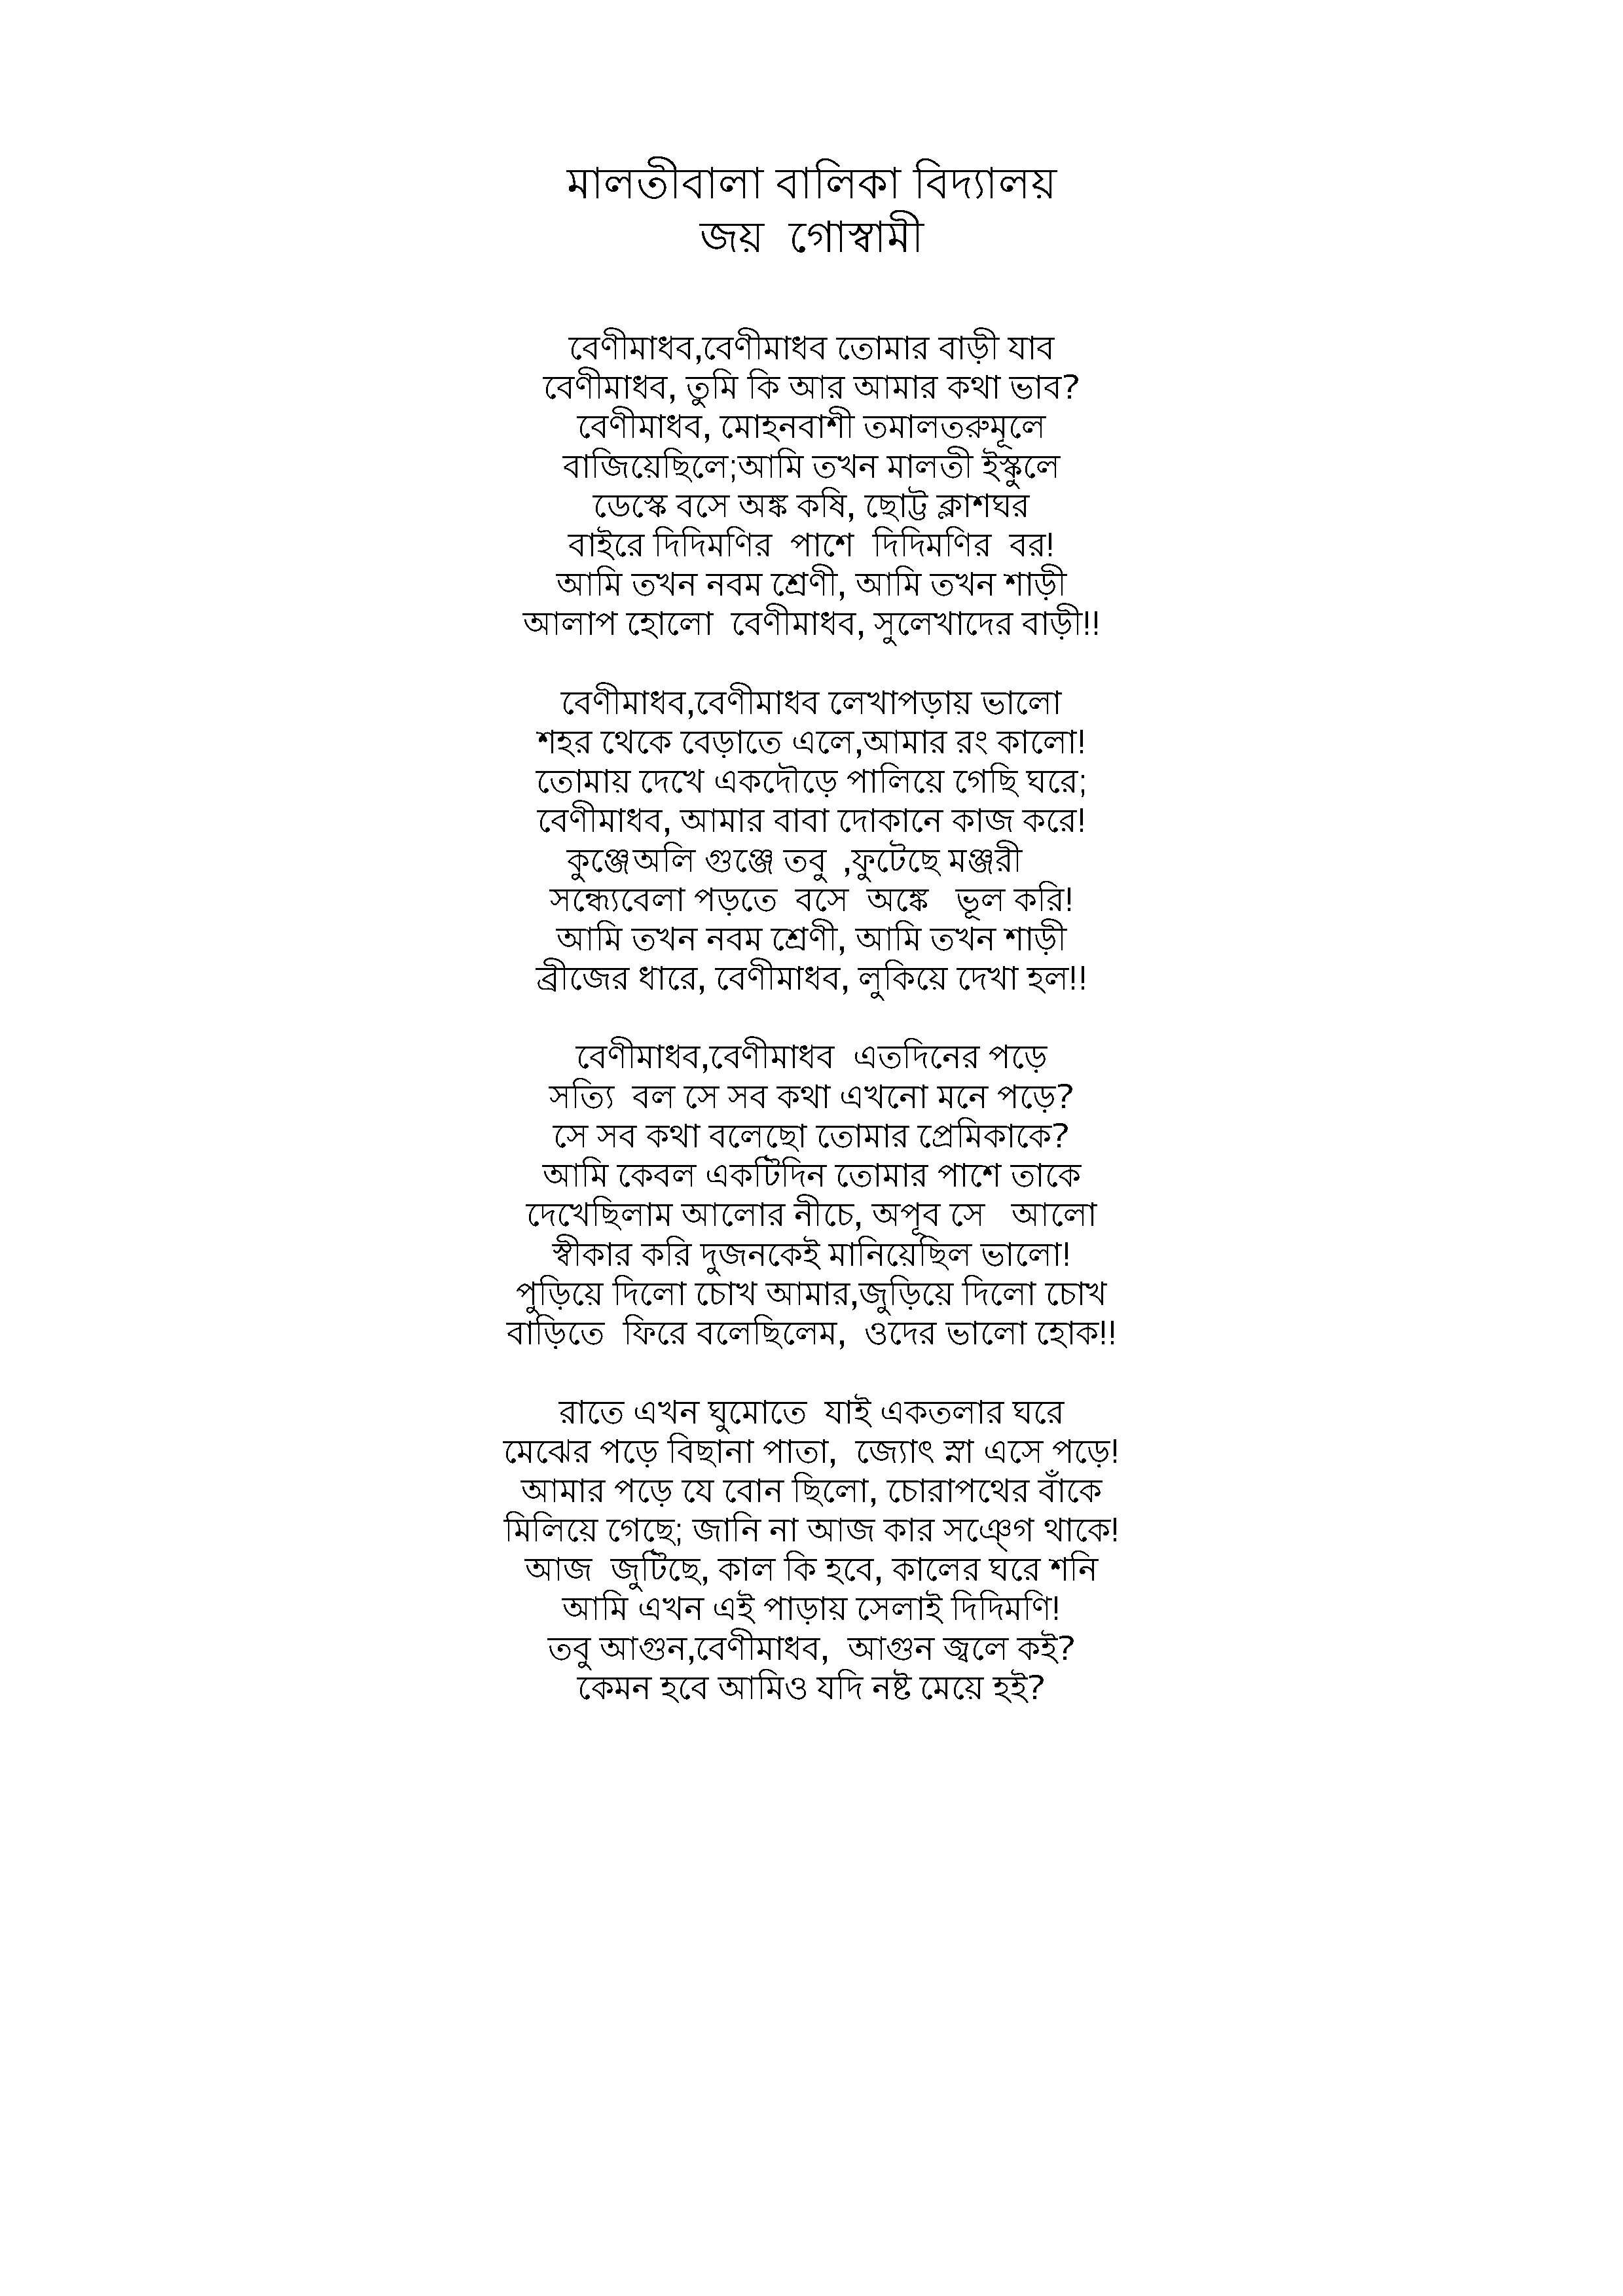 মালতীবালা বালিকা বিদ্যালয়
জয় গোস্বামী
বেণীমাধব,বেণীমাধব তোমার বাড়ী যাব
বেণীমাধব, তুমি কি আর আমার কথা ভাব?
বেণীমাধব, মোহনবাশী তমালতরুমূলে
বাজিয়েছিলে;আমি তখন মালতী ইস্কুলে
ডেস্কে বসে অঙ্ক কষি, ছোট্ট ক্লাশঘর
বাইরে দিদিমণির পাশে দিদিমণির বর!
আমি তখন নবম শ্রেণী, আমি তখন শাড়ী
আলাপ হোলো বেণীমাধব, সুলেখাদের বাড়ী!!
বেণীমাধব,বেণীমাধব লেখাপড়ায় ভালো
শহর থেকে বেড়াতে এলে,আমার রং কালো!
তোমায় দেখে একদৌড়ে পালিয়ে গেছি ঘরে;
বেণীমাধব, আমার বাবা দোকানে কাজ করে!
কুঞ্জেঅলি গুঞ্জে তবু ,ফুটেছে মঞ্জরী
সন্ধ্যেবেলা পড়তে বসে অঙ্কে ভূল করি!
আমি তখন নবম শ্রেণী, আমি তখন শাড়ী
ব্রীজের ধারে, বেণীমাধব, লুকিয়ে দেখা হল!!
বেণীমাধব,বেণীমাধব এতদিনের পড়ে
সত্যি বল সে সব কথা এখনো মনে পড়ে?
সে সব কথা বলেছো তোমার প্রেমিকাকে?
আমি কেবল একটিদিন তোমার পাশে তাকে
দেখেছিলাম আলোর নীচে, অপূব সে আলো
স্বীকার করি দুজনকেই মানিয়েছিল ভালো!
পুড়িয়ে দিলো চোখ আমার,জুড়িয়ে দিলো চোখ
বাড়িতে ফিরে বলেছিলেম, ওদের ভালো হোক!!
রাতে এখন ঘুমোতে যাই একতলার ঘরে
মেঝের পড়ে বিছানা পাতা, জ্যোৎ স্না এসে পড়ে!
আমার পড়ে যে বোন ছিলো, চোরাপথের বাঁকে
মিলিয়ে গেছে; জানি না আজ কার সঞ্গে থাকে!
আজ জুটিছে, কাল কি হবে, কালের ঘরে শনি
আমি এখন এই পাড়ায় সেলাই দিদিমণি!
তবু আগুন,বেণীমাধব, আগুন জ্বলে কই?
কেমন হবে আমিও যদি নষ্ট মেয়ে হই?